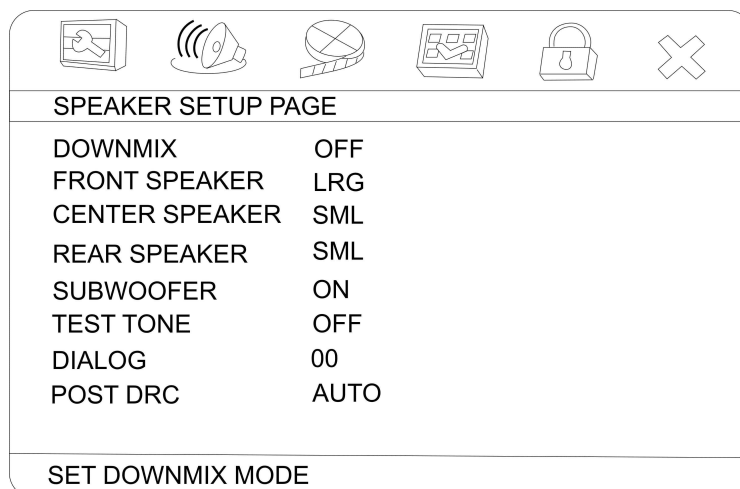 SPEAKER SETUP PAGE
DOWNMIX OFF
FRONT SPEAKER LRG
CENTER SPEAKER SML
REAR SPEAKER SML
SUBWOOFER ON
TEST TONE OFF
DIALOG 00
POST DRC AUTO
SET DOWNMIX MODE